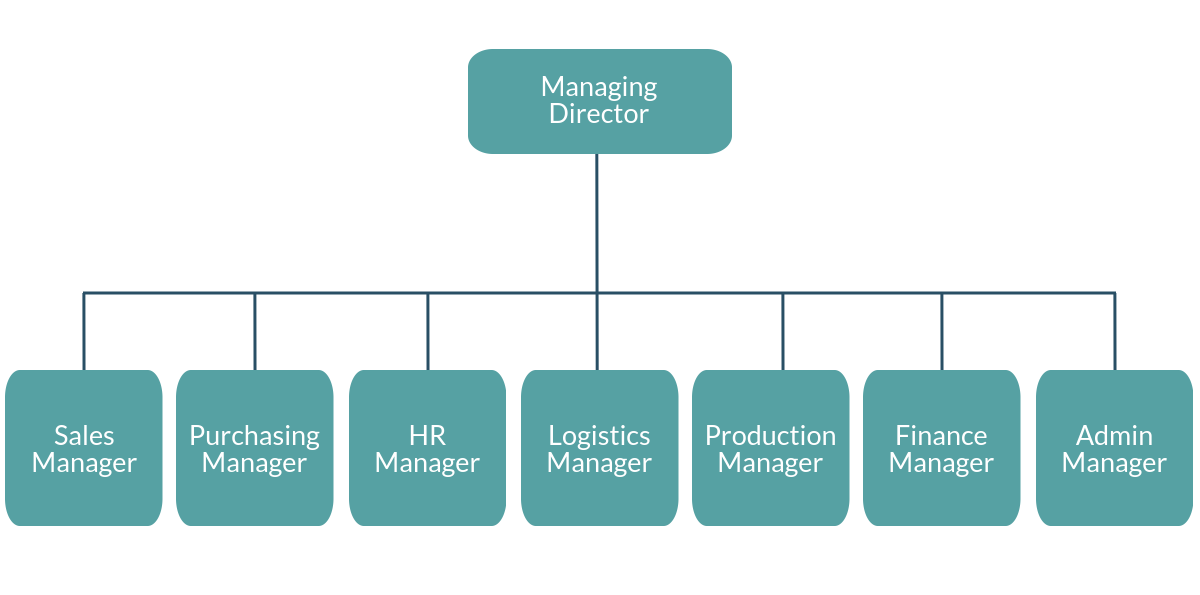 Managing
Director
Sales
Manager
Purchasing
Manager
HR
Manager
Logistics
Manager
Production
Manager
Finance
Manager
Admin
Manager